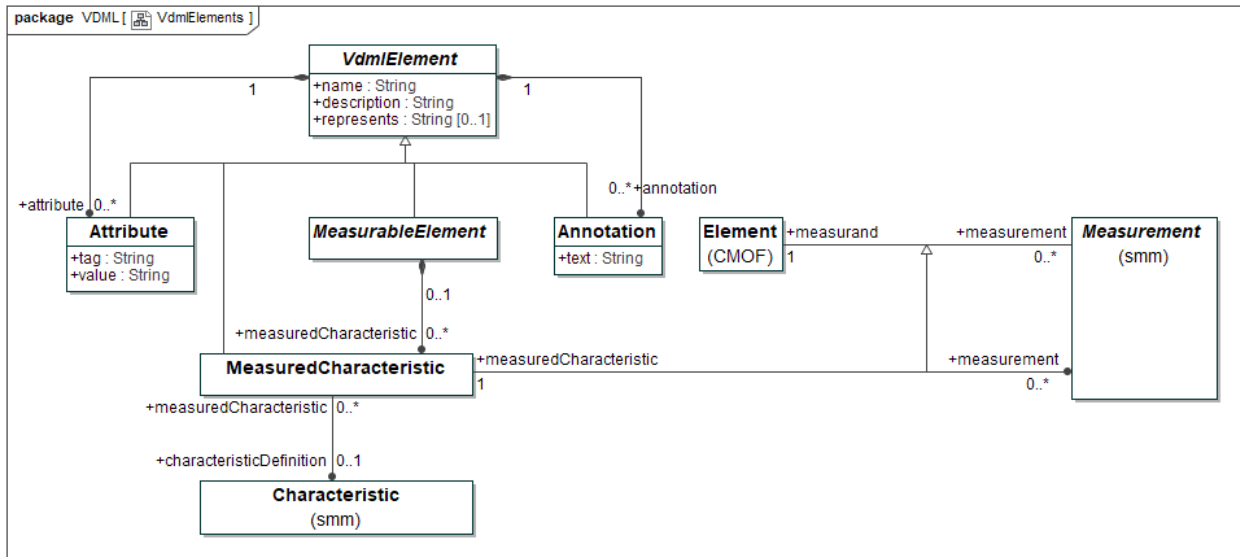 package VDML [ VdmlElements ]
VdmlElement
+name : String
+description : String
+represents : String [0..1]
1
1
+attribute 0..*
0..* +annotation
Attribute
+tag : String
+value : String
MeasurableElement
Annotation
+text : String
Element
(CMOF)
+measurand
1
+measurement
0..*
Measurement
(smm)
0..1
+measuredCharacteristic 0..*
MeasuredCharacteristic
+measuredCharacteristic
1
+measurement
0..*
+measuredCharacteristic 0..*
+characteristicDefinition 0..1
Characteristic
(smm)